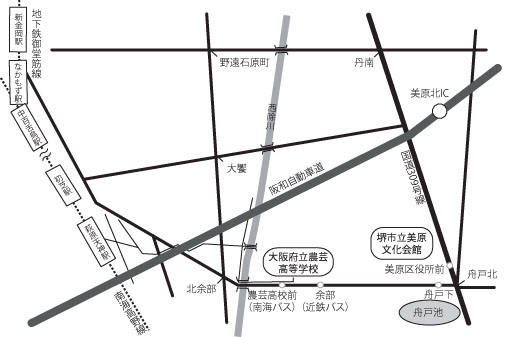 地下鉄御堂筋線
新金岡駅
なかもず駅
中百舌鳥駅
初芝駅
萩原天神駅
南海高野線
野遠石原町
丹南
西除川
美原北IC
大饗
阪和自動車道
国道309号線
堺市立美原
文化会館
大阪府立農芸
高等学校
美原区役所前
舟戸北
北余部
農芸高校前
(南海バス)
余部
(近鉄バス)
舟戸下
舟戸池